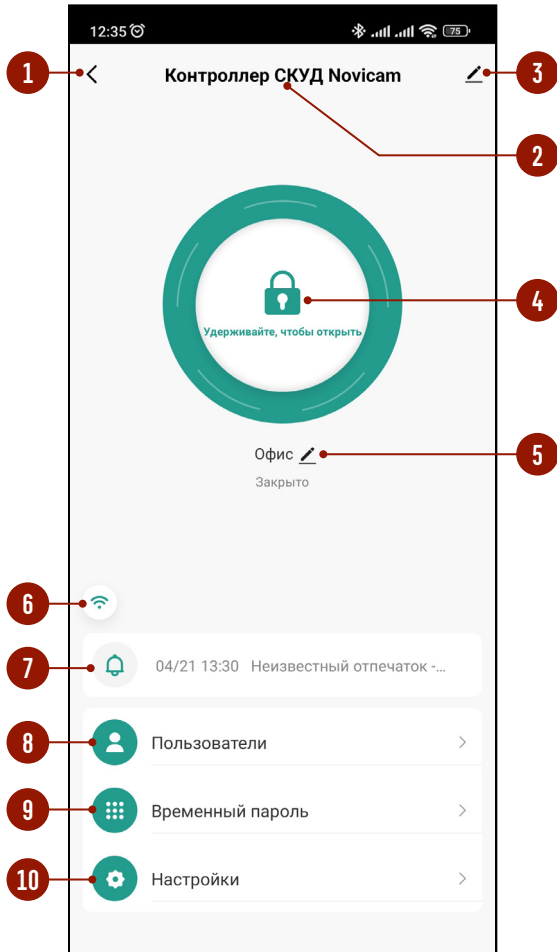 12:35 75
1 Контроллер СКУД Novicam 3
2
4
Удерживайте, чтобы открыть
Офис 5
Закрыто
6
7 04/21 13:30 Неизвестный отпечаток -...
8 Пользователи
9 Временный пароль
10 Настройки